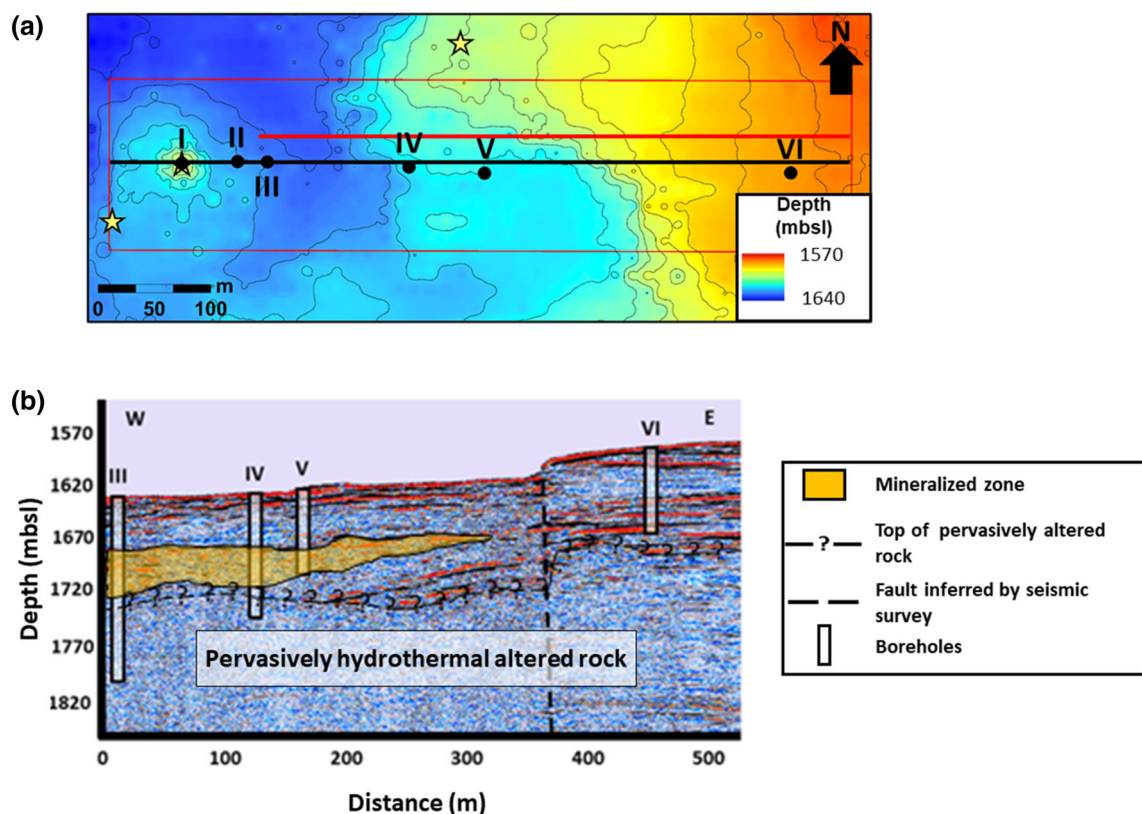 (a)
N
I
II
III
IV
V
VI
m
0 50 100
Depth
(mbsl)
1570
1640
(b)
W
E
1570
1620
1670
1720
1770
1820
Depth (mbsl)
III
IV
V
VI
Pervasively hydrothermal altered rock
0 100 200 300 400 500
Distance (m)
Mineralized zone
?
Top of pervasively altered
rock
Fault inferred by seismic
survey
Boreholes